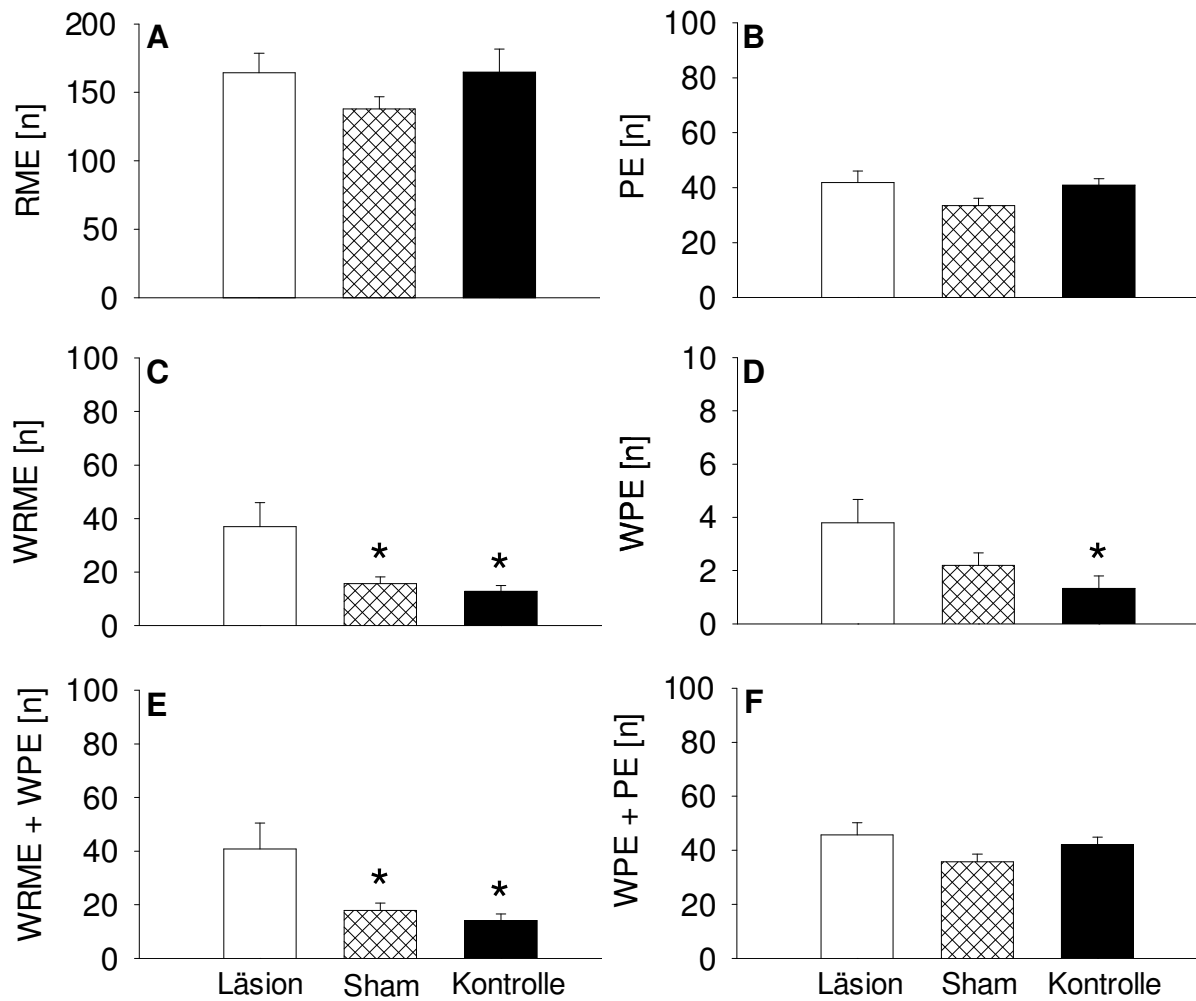 A
RME [n]
200
150
100
50
0
B
PE [n]
100
80
60
40
20
0
C
WRME [n]
100
80
60
40
20
0
*
*
D
WPE [n]
10
8
6
4
2
0
*
E
WRME + WPE [n]
100
80
60
40
20
0
*
*
Läsion Sham Kontrolle
F
WPE + PE [n]
100
80
60
40
20
0
Läsion Sham Kontrolle